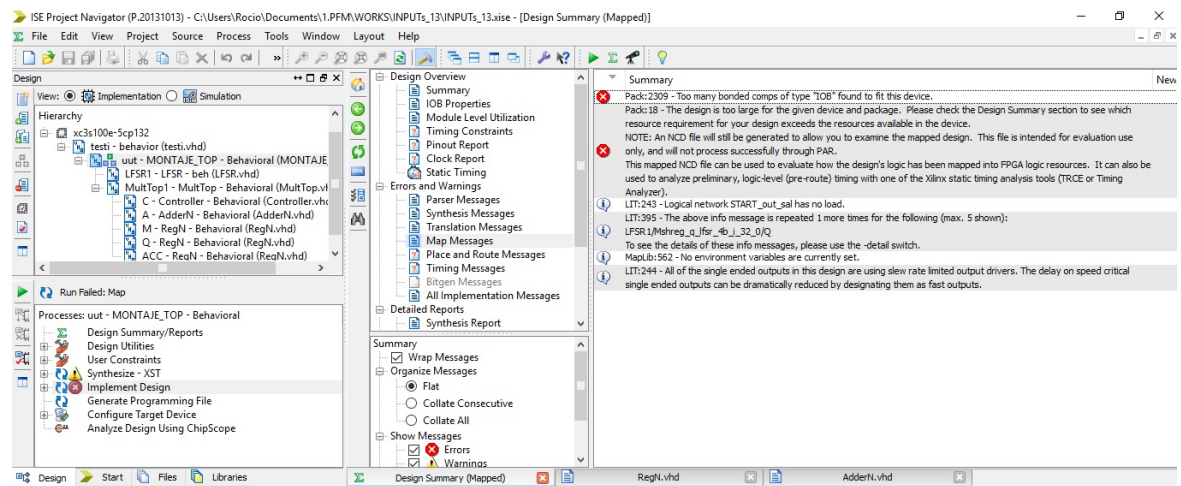 ISE Project Navigator (P.20131013) - C:\Users\Rocio\Documents\1.PFM\WORKS\INPUTs_13\INPUTs_13.xise - [Design Summary (Mapped)]
File Edit View Project Source Process Tools Window Layout Help
Design
View: Implementation Simulation
Hierarchy
xc3s100e-5cp132
testi - behavior (testi.vhd)
uut - MONTAJE_TOP - Behavioral (MONTAJE
LFSR1 - LFSR - beh (LFSR.vhd)
MultTop1 - MultTop - Behavioral (MultTop.vh
C - Controller - Behavioral (Controller.vhd
A - AdderN - Behavioral (AdderN.vhd)
M - RegN - Behavioral (RegN.vhd)
Q - RegN - Behavioral (RegN.vhd)
ACC - RegN - Behavioral (RegN.vhd)
Run Failed: Map
Processes: uut - MONTAJE_TOP - Behavioral
Design Summary/Reports
Design Utilities
User Constraints
Synthesize - XST
Implement Design
Generate Programming File
Configure Target Device
Analyze Design Using ChipScope
Design Start Files Libraries
Design Overview
Summary
IOB Properties
Module Level Utilization
Timing Constraints
Pinout Report
Clock Report
Static Timing
Errors and Warnings
Parser Messages
Synthesis Messages
Translation Messages
Map Messages
Place and Route Messages
Timing Messages
Bitgen Messages
All Implementation Messages
Detailed Reports
Synthesis Report
Summary
Wrap Messages
Organize Messages
Flat
Collate Consecutive
Collate All
Show Messages
Errors
Warnings
Summary New
Pack:2309 - Too many bonded comps of type "IOB" found to fit this device.
Pack:18 - The design is too large for the given device and package. Please check the Design Summary section to see which
resource requirement for your design exceeds the resources available in the device.
NOTE: An NCD file will still be generated to allow you to examine the mapped design. This file is intended for evaluation use
only, and will not process successfully through PAR.
This mapped NCD file can be used to evaluate how the design's logic has been mapped into FPGA logic resources. It can also be
used to analyze preliminary, logic-level (pre-route) timing with one of the Xilinx static timing analysis tools (TRCE or Timing
Analyzer).
LIT:243 - Logical network START_out_sal has no load.
LIT:395 - The above info message is repeated 1 more times for the following (max. 5 shown):
LFSR1/Mshreg_q_lfsr_4b_i_32_0/Q
To see the details of these info messages, please use the -detail switch.
MapLib:562 - No environment variables are currently set.
LIT:244 - All of the single ended outputs in this design are using slew rate limited output drivers. The delay on speed critical
single ended outputs can be dramatically reduced by designating them as fast outputs.
Design Summary (Mapped) RegN.vhd AdderN.vhd